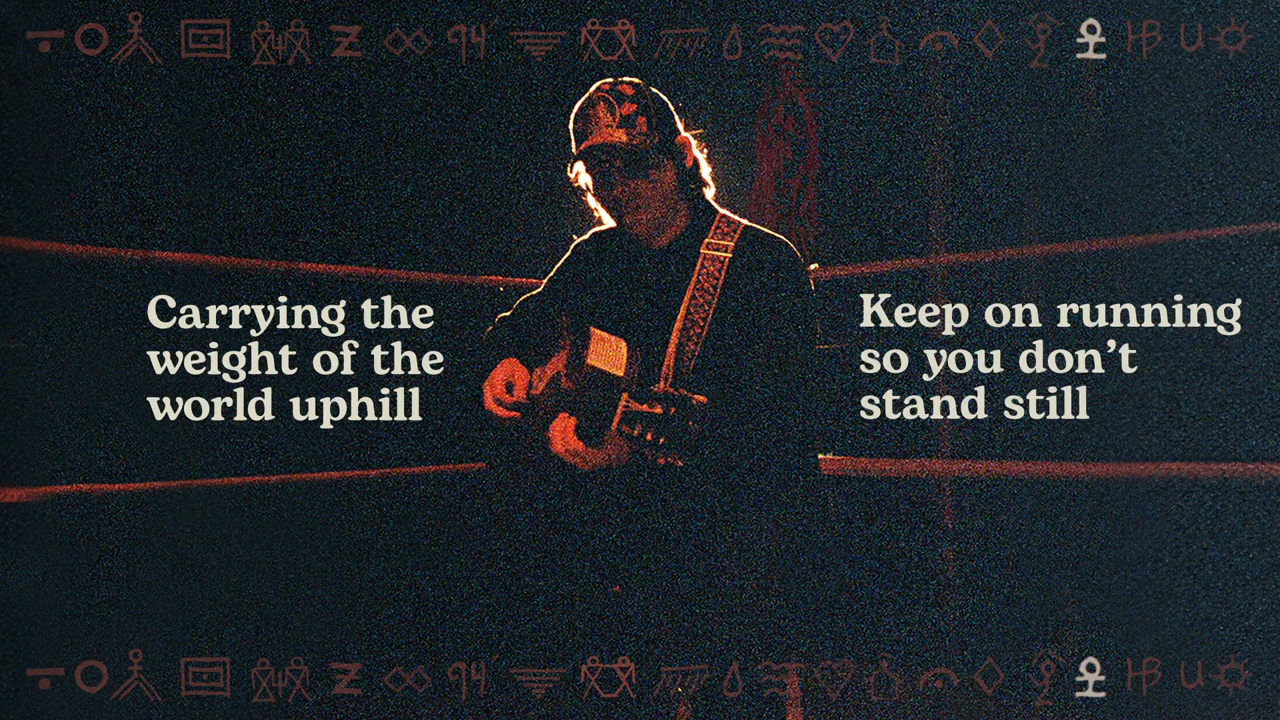 Carrying the
weight of the
world uphill
Keep on running
so you don't
stand still